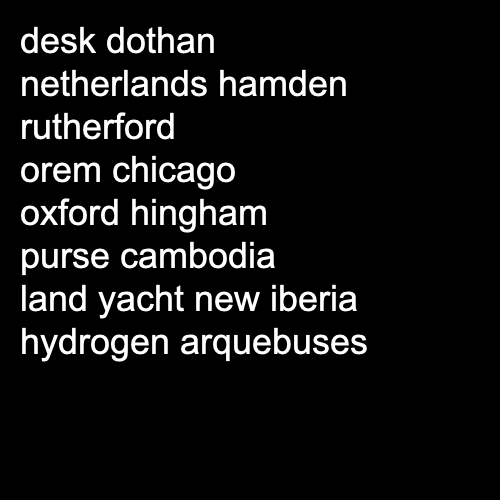 desk dothan
netherlands hamden
rutherford
orem chicago
oxford hingham
purse cambodia
land yacht new iberia
hydrogen arquebuses